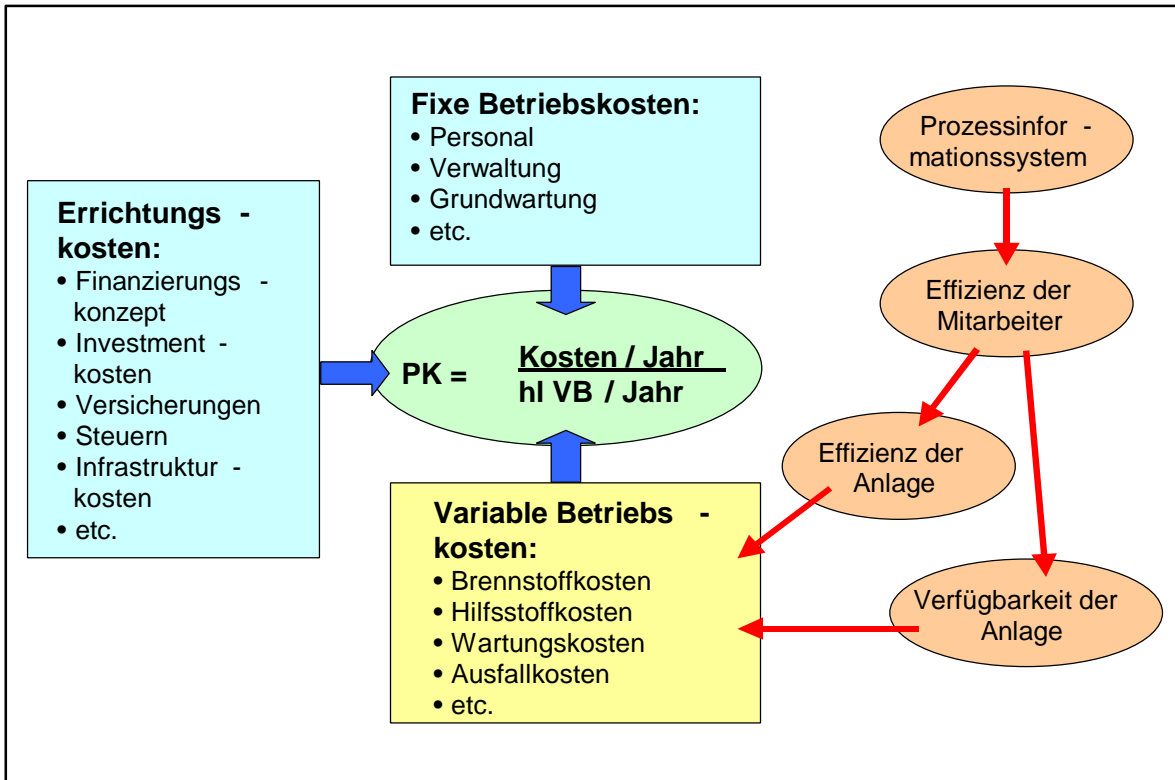 Fixe Betriebskosten:
• Personal
• Verwaltung
• Grundwartung
• etc.
Errichtungs -
kosten:
• Finanzierungs -
konzept
• Investment -
kosten
• Versicherungen
• Steuern
• Infrastruktur -
kosten
• etc.
PK = Kosten / Jahr
hl VB / Jahr
Variable Betriebs -
kosten:
• Brennstoffkosten
• Hilfsstoffkosten
• Wartungskosten
• Ausfallkosten
• etc.
Prozessinfor -
mationssystem
Effizienz der
Mitarbeiter
Effizienz der
Anlage
Verfügbarkeit der
Anlage